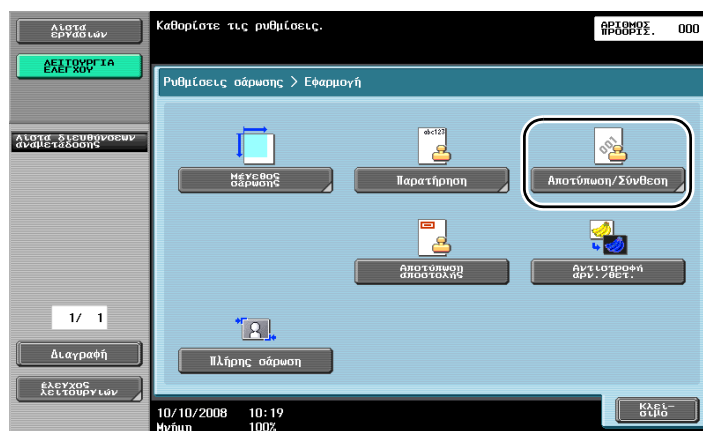 Λίστα
εργασιών
Καθορίστε τις ρυθμίσεις.
ΑΡΙΘΜΟΣ
ΠΡΟΟΡΙΣ.
000
ΛΕΙΤΟΥΡΓΙΑ
ΕΛΕΓΧΟΥ
Ρυθμίσεις σάρωσης > Εφαρμογή
Λίστα διευθύνσεων
αναμετάδοσης
abc123
001
Μέγεθος
σάρωσης
Παρατήρηση
Αποτύπωση/Σύνθεση
Αποτύπωση
αποστολής
Αντιστροφή
αρν./θετ.
1/ 1
Διαγραφή
Πλήρης σάρωση
έλεγχος
λειτουργιών
10/10/2008 10:19
Μνήμη 100%
Κλεί-
σιμο